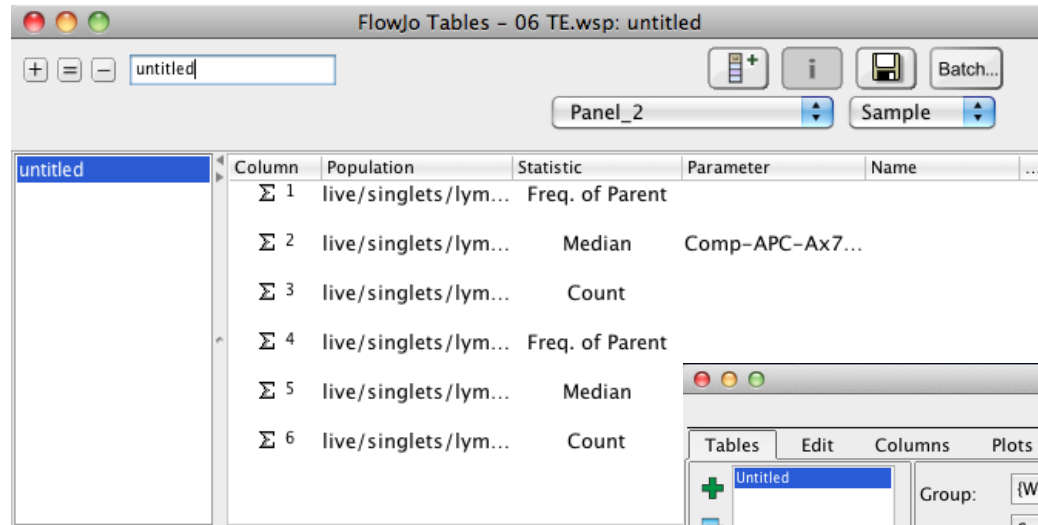 FlowJo Tables - 06 TE.wsp: untitled
+ = - untitled i Batch...
Panel_2 Sample
untitled
Column Population Statistic Parameter Name ...
Σ 1 live/singlets/lym... Freq. of Parent
Σ 2 live/singlets/lym... Median Comp-APC-Ax7...
Σ 3 live/singlets/lym... Count
Σ 4 live/singlets/lym... Freq. of Parent
Σ 5 live/singlets/lym... Median
Σ 6 live/singlets/lym... Count
Tables Edit Columns Plots
Untitled
Group: {W